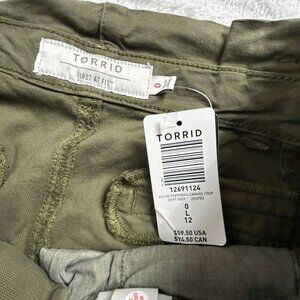 TORRID
FIRST AT FIT
0
TORRID
12691124
0
L
12
$59.50 USA
$74.50 CAN